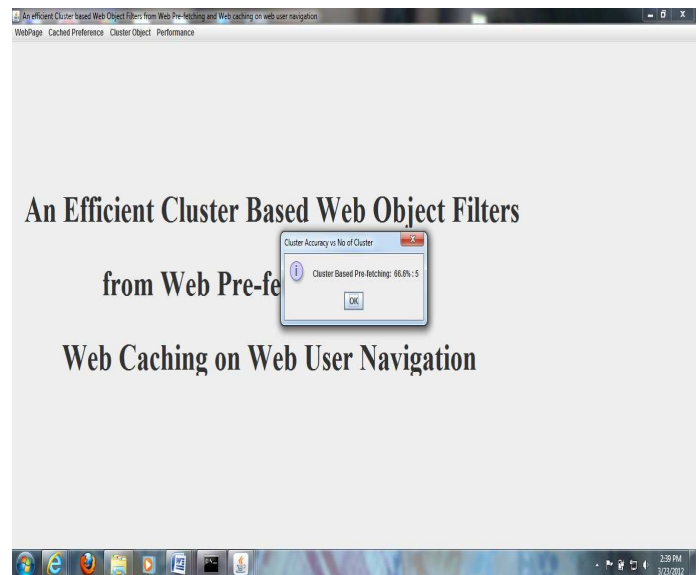 An efficient Cluster based Web Object Filters from Web Pre-fetching and Web caching on web user navigation
WebPage Cached Preference Cluster Object Performance
An Efficient Cluster Based Web Object Filters
Cluster Accuracy vs No of Cluster
Cluster Based Pre-fetching: 66.6% : 5
OK
from Web Pre-fe
Web Caching on Web User Navigation
2:39 PM
3/23/2012